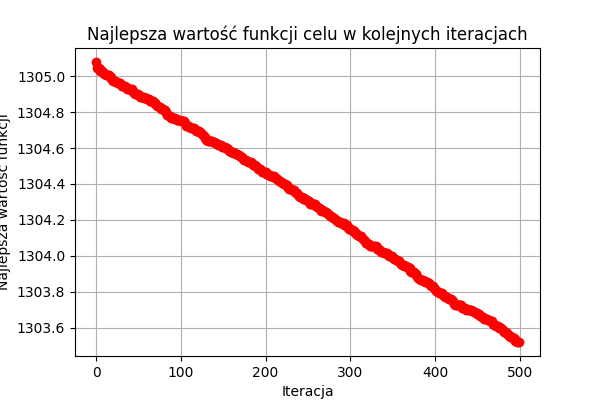 Najlepsza wartość funkcji celu w kolejnych iteracjach
Najlepsza wartość funkcji
1305.0
1304.8
1304.6
1304.4
1304.2
1304.0
1303.8
1303.6
0 100 200 300 400 500
Iteracja